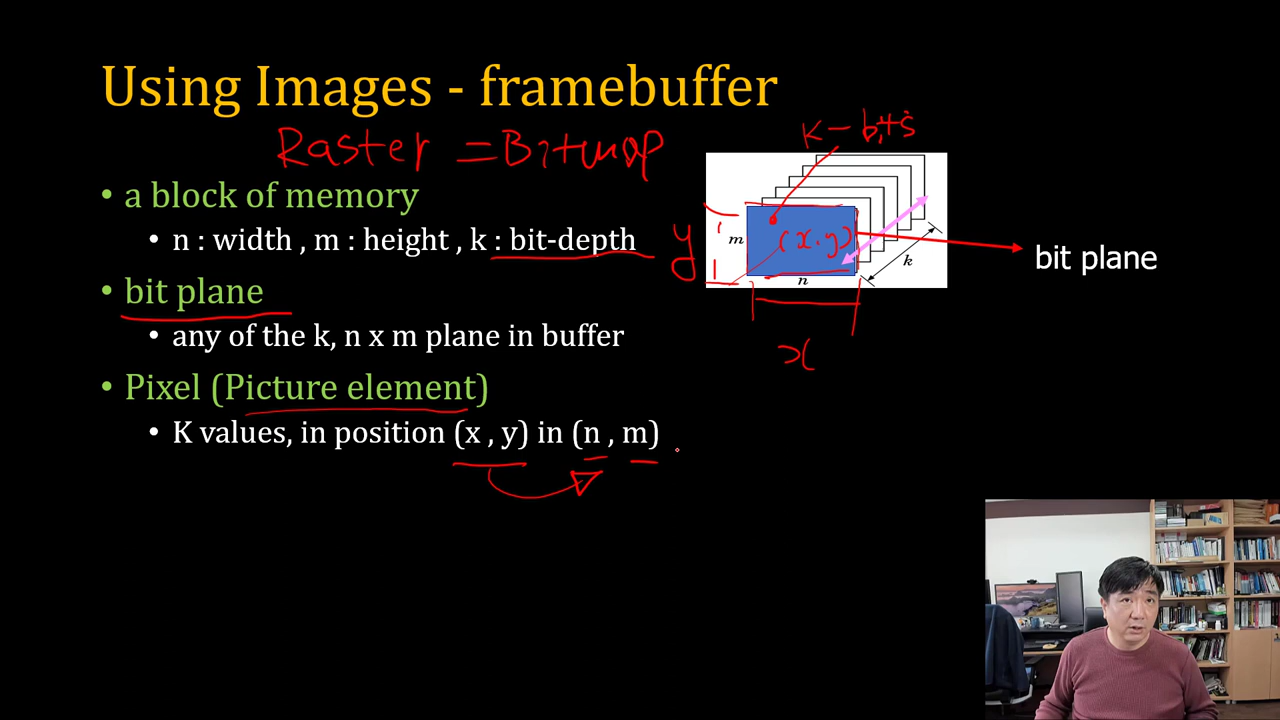 Using Images - framebuffer
Raster = Bitmap
K - bits
• a block of memory
• n : width , m : height , k : bit-depth
y
m
(x.y)
k
n
bit plane
x
• bit plane
• any of the k, n x m plane in buffer
• Pixel (Picture element)
• K values, in position (x , y) in (n , m)